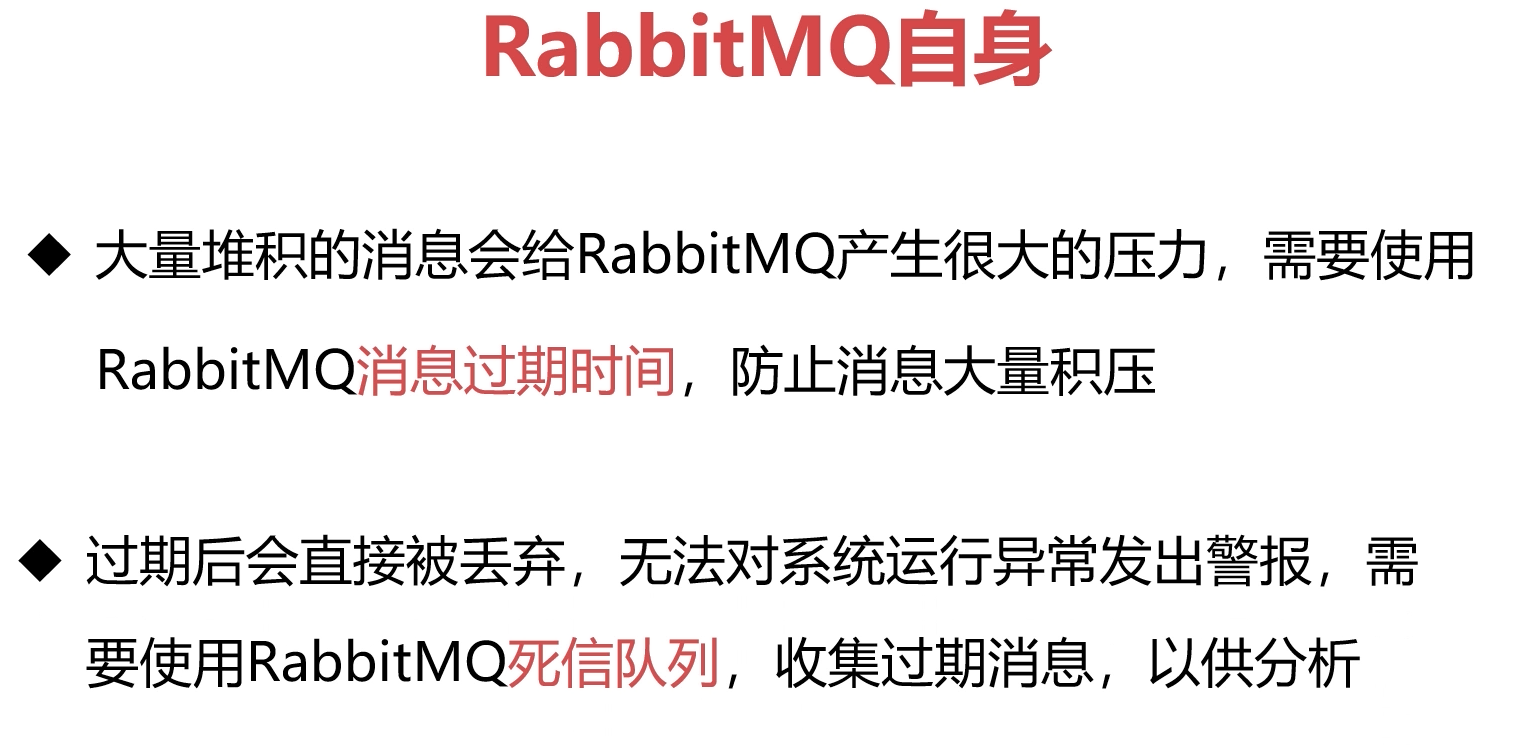 RabbitMQ自身
◆ 大量堆积的消息会给RabbitMQ产生很大的压力，需要使用
RabbitMQ消息过期时间，防止消息大量积压
◆ 过期后会直接被丢弃，无法对系统运行异常发出警报，需
要使用RabbitMQ死信队列，收集过期消息，以供分析